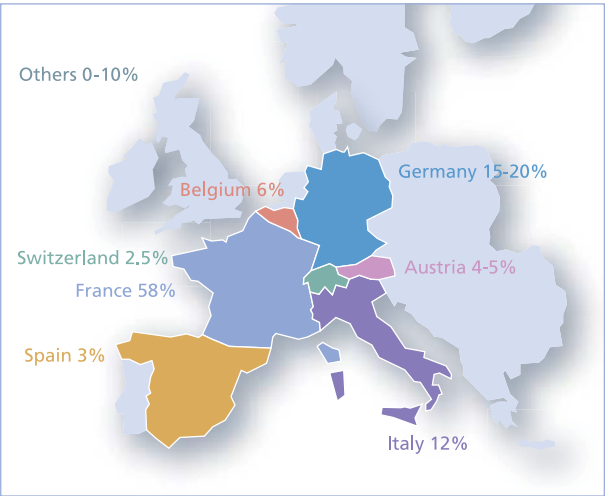 Others 0-10%
Germany 15-20%
Belgium 6%
Switzerland 2.5%
Austria 4-5%
France 58%
Spain 3%
Italy 12%